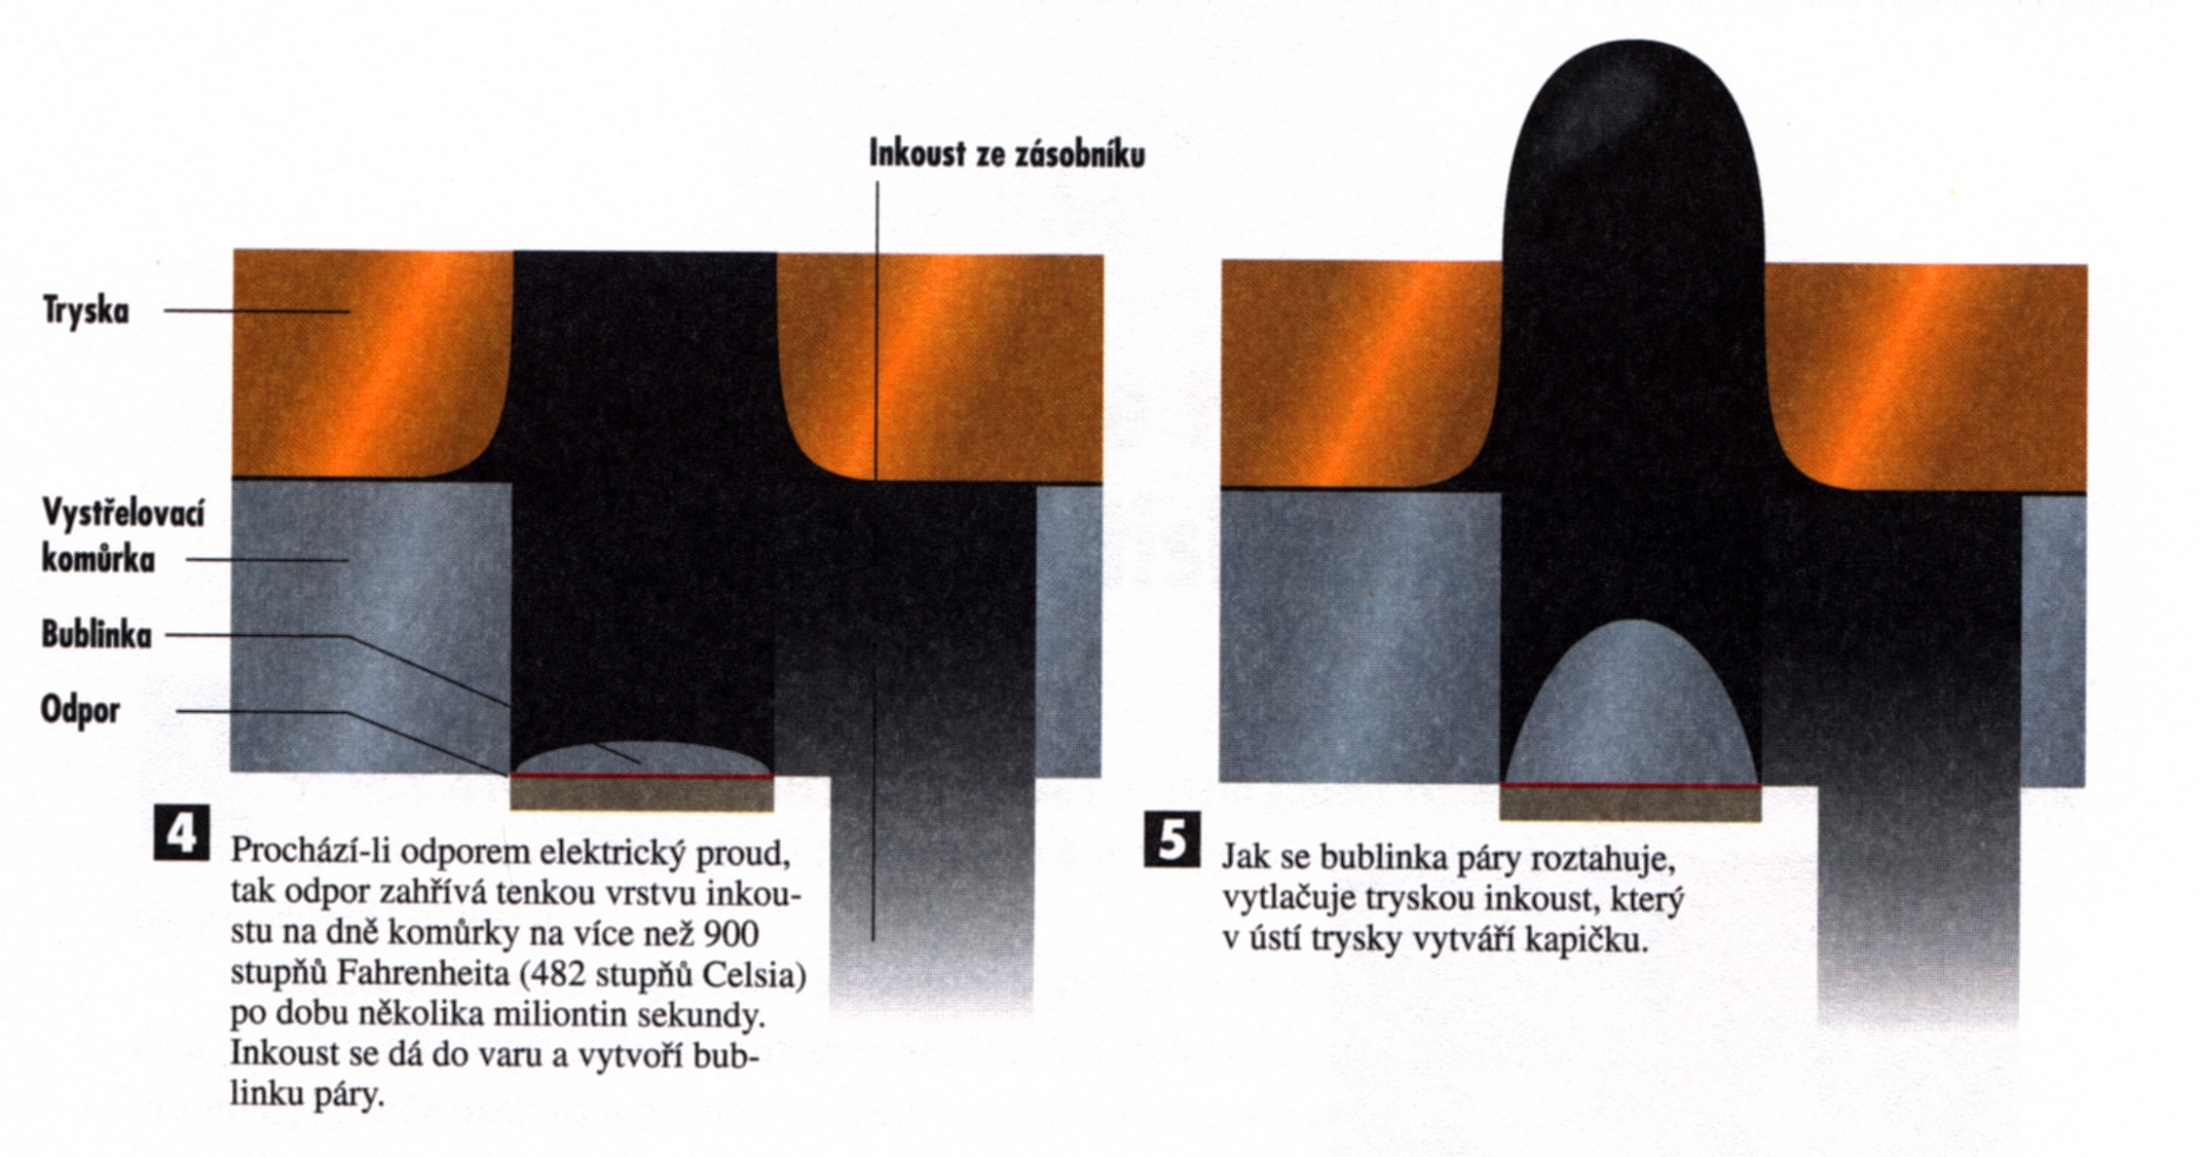 Inkoust ze zásobníku
Tryska
Vystřelovací
komůrka
Bublinka
Odpor
4
Prochází-li odporem elektrický proud,
tak odpor zahřívá tenkou vrstvu inkou-
stu na dně komůrky na více než 900
stupňů Fahrenheita (482 stupňů Celsia)
po dobu několika miliontin sekundy.
Inkoust se dá do varu a vytvoří bub-
linku páry.
5
Jak se bublinka páry roztahuje,
vytlačuje tryskou inkoust, který
v ústí trysky vytváří kapičku.